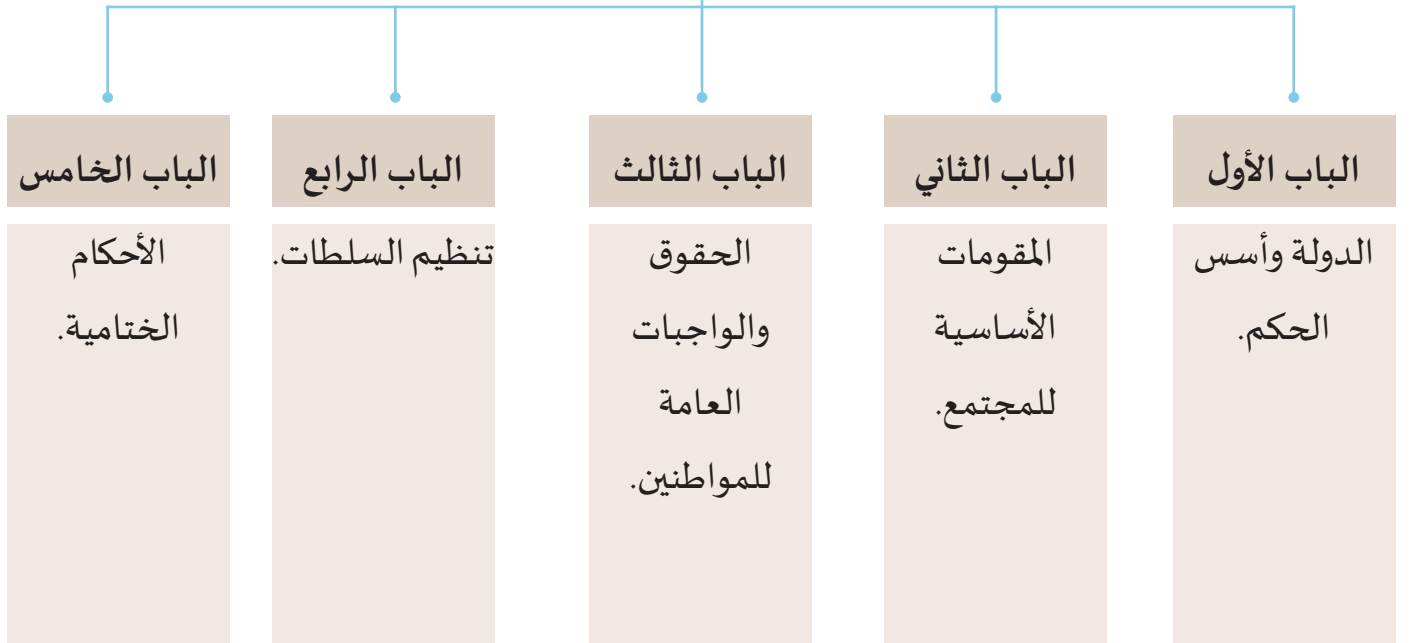 الباب الأول
الدولة وأسس
الحكم.
الباب الثاني
المقومات
الأساسية
للمجتمع.
الباب الثالث
الحقوق
والواجبات
العامة
للمواطنين.
الباب الرابع
تنظيم السلطات.
الباب الخامس
الأحكام
الختامية.